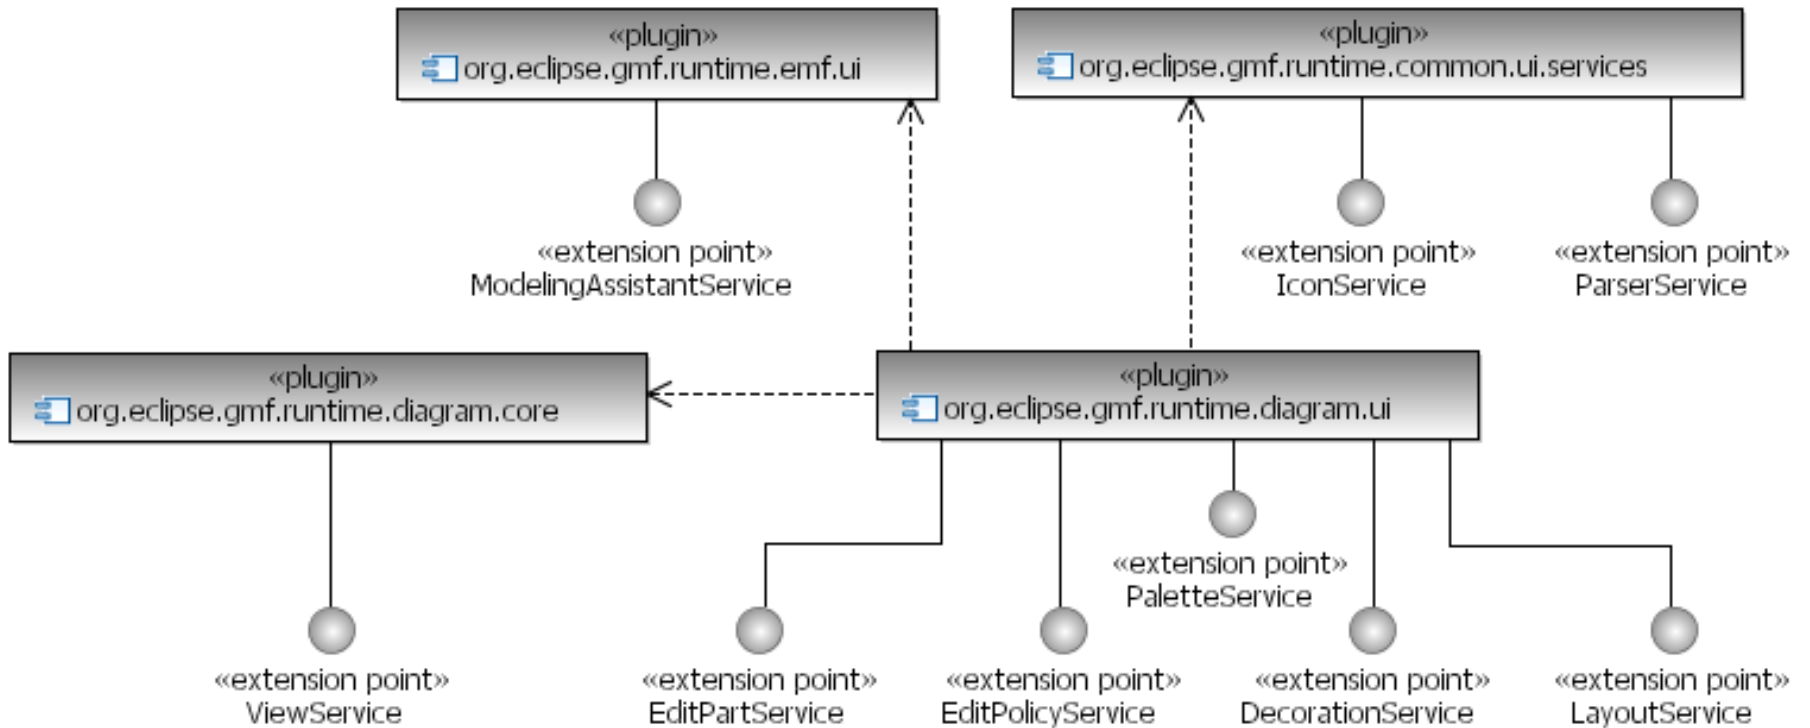 «plugin»
org.eclipse.gmf.runtime.emf.ui
«plugin»
org.eclipse.gmf.runtime.common.ui.services
«extension point»
ModelingAssistantService
«extension point»
IconService
«extension point»
ParserService
«plugin»
org.eclipse.gmf.runtime.diagram.core
«plugin»
org.eclipse.gmf.runtime.diagram.ui
«extension point»
PaletteService
«extension point»
ViewService
«extension point»
EditPartService
«extension point»
EditPolicyService
«extension point»
DecorationService
«extension point»
LayoutService